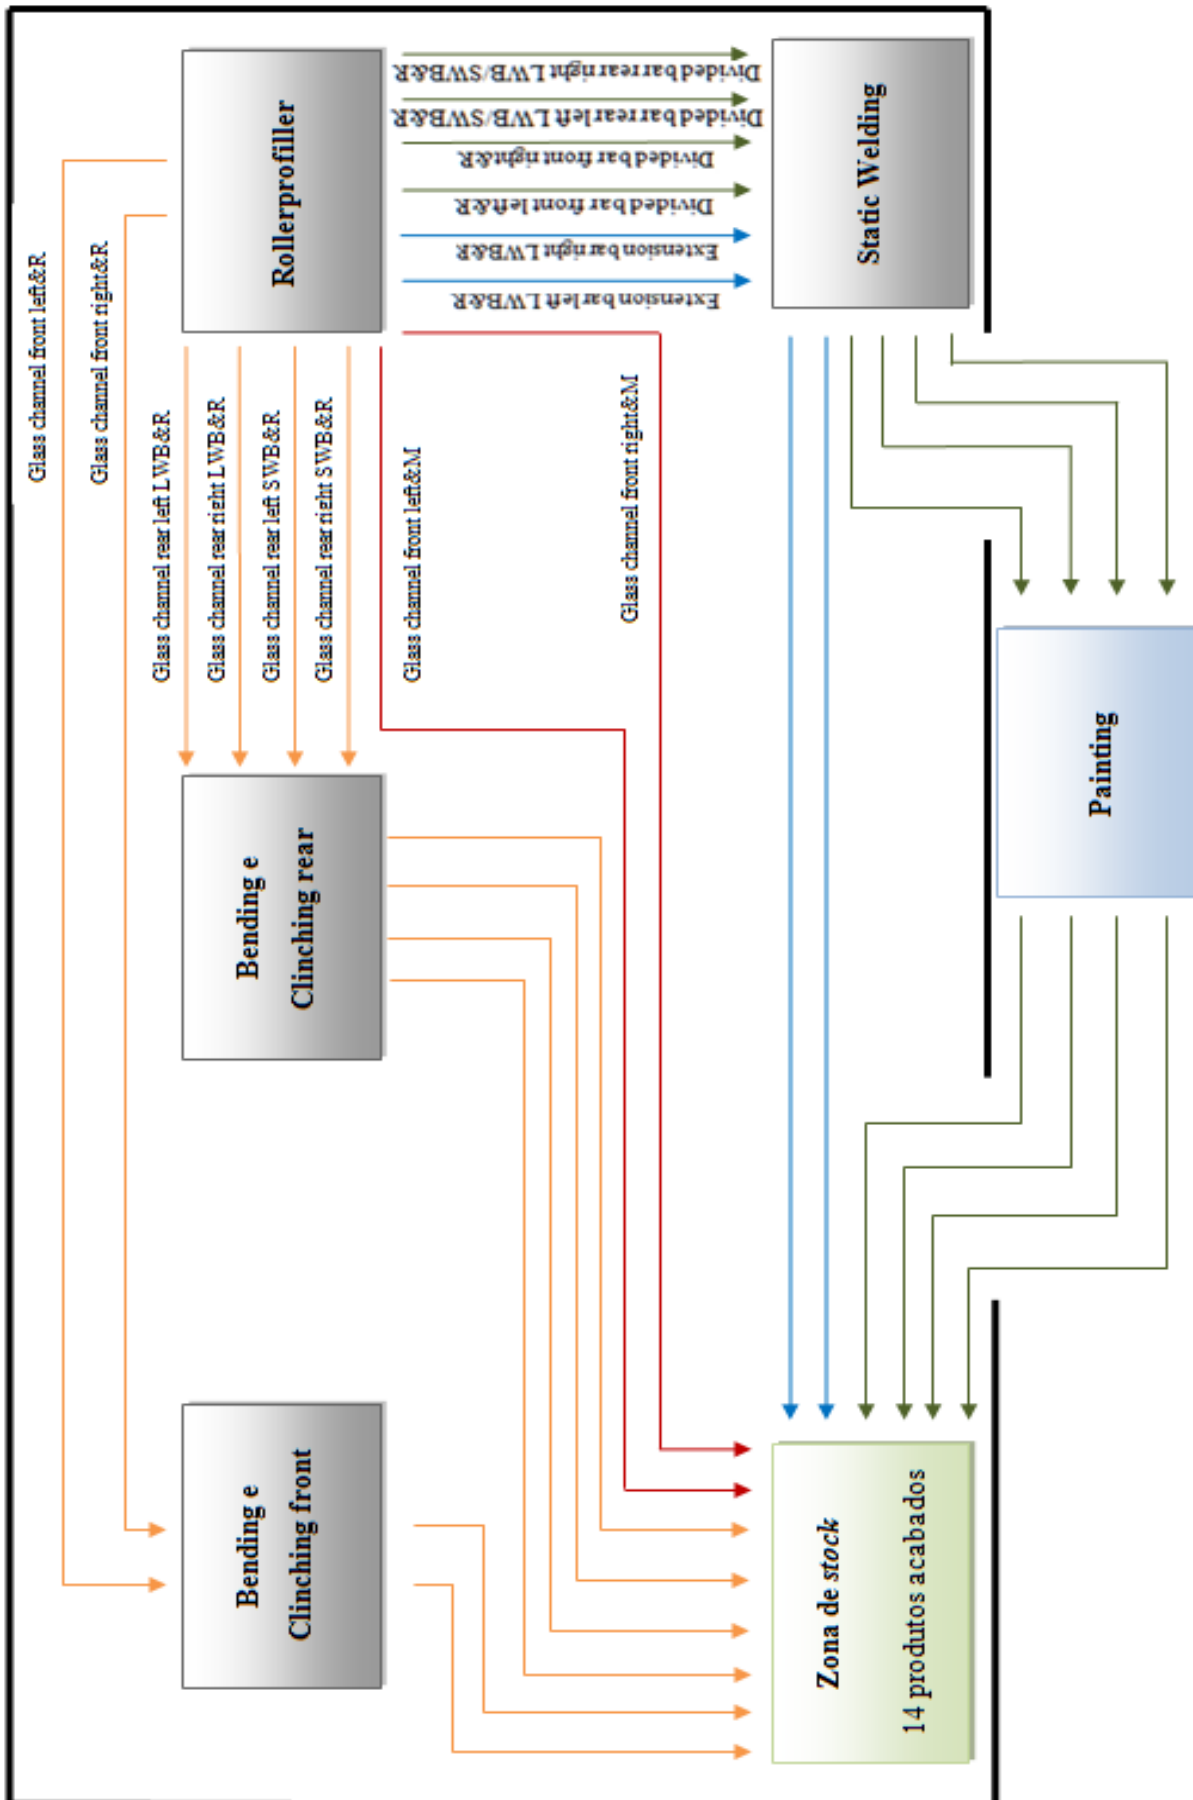 Glass channel front left&R
Glass channel front right&R
Rollerprofiller
Divided bar rear right LWB/SWB&R
Divided bar rear left LWB/SWB&R
Divided bar front right&R
Divided bar front left&R
Extension bar right LWB&R
Extension bar left LWB&R
Static Welding
Glass channel rear left LWB&R
Glass channel rear right LWB&R
Glass channel rear left SWB&R
Glass channel rear right SWB&R
Glass channel front left&M
Glass channel front right&M
Bending e
Clinching rear
Painting
Bending e
Clinching front
Zona de stock
14 produtos acabados